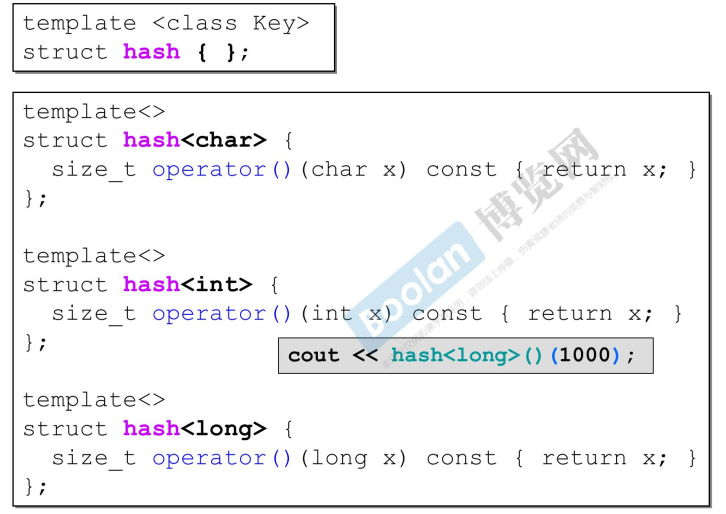 template <class Key>
struct hash { };
template<>
struct hash<char> {
size_t operator()(char x) const { return x; }
};
template<>
struct hash<int> {
size_t operator()(int x) const { return x; }
};
cout << hash<long>()(1000);
template<>
struct hash<long> {
size_t operator()(long x) const { return x; }
};
Boolan 博览网